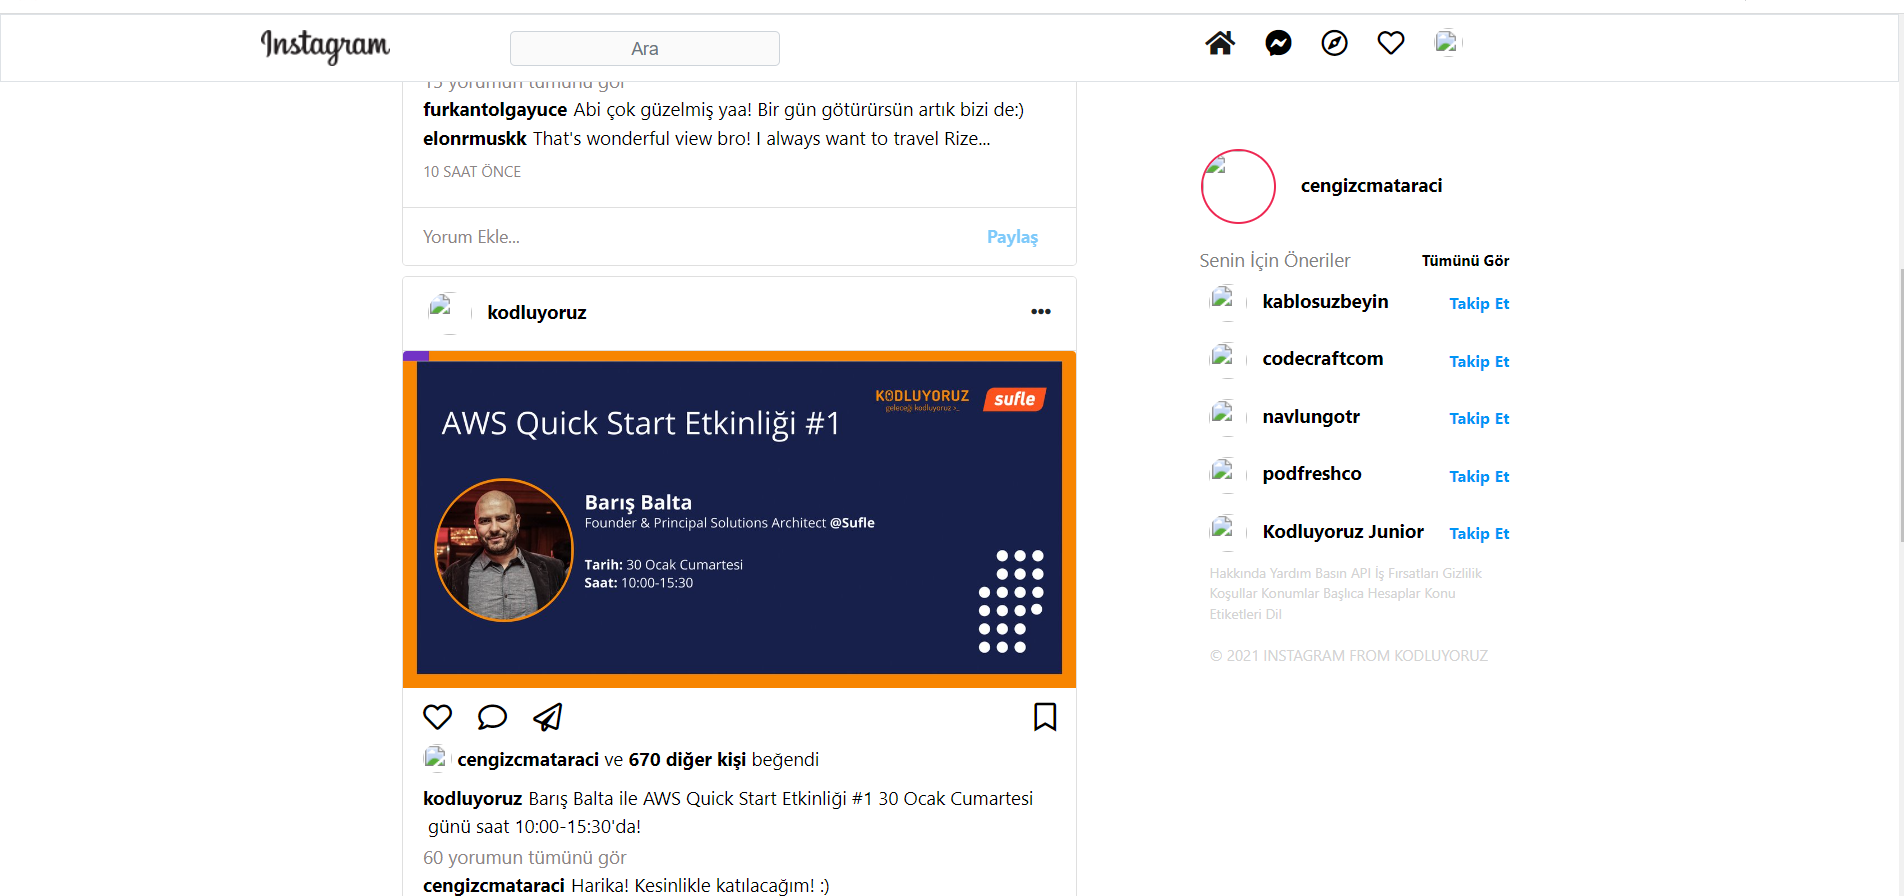 Instagram
Ara
15 yorumun tümünü gör
furkantolgayuce Abi çok güzelmiş yaa! Bir gün götürürsün artık bizi de:)
elonrmuskk That's wonderful view bro! I always want to travel Rize...
10 SAAT ÖNCE
Yorum Ekle...
Paylaş
kodluyoruz
KODLUYORUZ
geleceği kodluyoruz >_
sufle
AWS Quick Start Etkinliği #1
Barış Balta
Founder & Principal Solutions Architect @Sufle
Tarih: 30 Ocak Cumartesi
Saat: 10:00-15:30
cengizcmataraci ve 670 diğer kişi beğendi
kodluyoruz Barış Balta ile AWS Quick Start Etkinliği #1 30 Ocak Cumartesi
günü saat 10:00-15:30'da!
60 yorumun tümünü gör
cengizcmataraci Harika! Kesinlikle katılacağım! :)
cengizcmataraci
Senin İçin Öneriler
Tümünü Gör
kablosuzbeyin
Takip Et
codecraftcom
Takip Et
navlungotr
Takip Et
podfreshco
Takip Et
Kodluyoruz Junior
Takip Et
Hakkında Yardım Basın API İş Fırsatları Gizlilik
Koşullar Konumlar Başlıca Hesaplar Konu
Etiketleri Dil
© 2021 INSTAGRAM FROM KODLUYORUZ